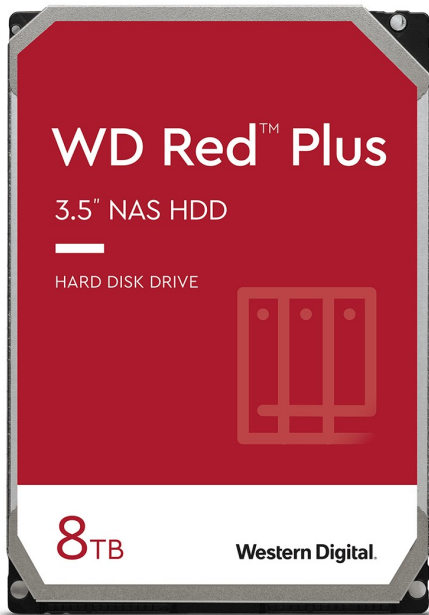 WD Red™ Plus
3.5" NAS HDD
HARD DISK DRIVE
8TB
Western Digital.